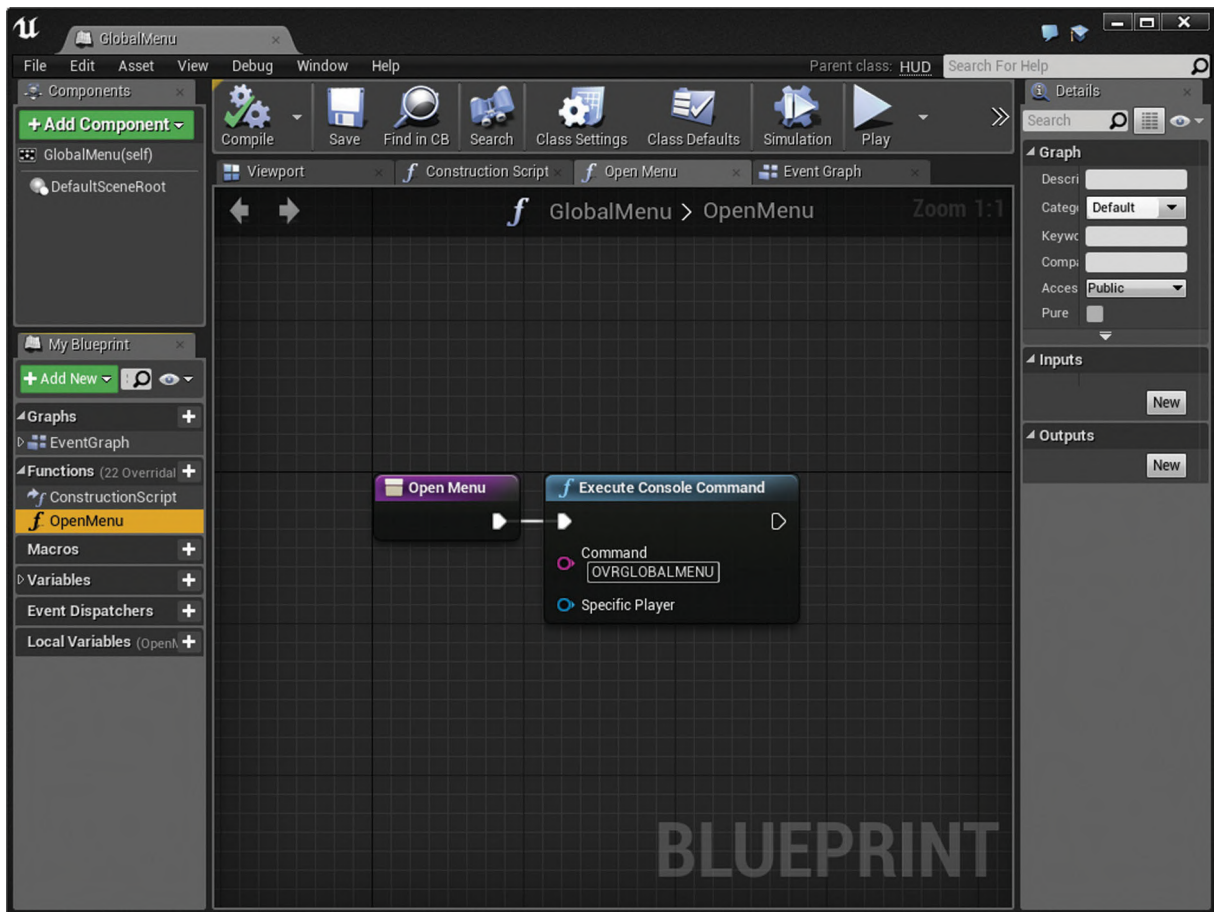 GlobalMenu
File Edit Asset View Debug Window Help
Parent class: HUD
Search For Help
Components
+Add Component
GlobalMenu(self)
DefaultSceneRoot
Compile
Save
Find in CB
Search
Class Settings
Class Defaults
Simulation
Play
Viewport
Construction Script
Open Menu
Event Graph
GlobalMenu > OpenMenu
Zoom 1:1
My Blueprint
+Add New
Graphs
EventGraph
Functions (22 Overridal
ConstructionScript
OpenMenu
Macros
Variables
Event Dispatchers
Local Variables (OpenM
Open Menu
Execute Console Command
Command
OVRGLOBALMENU
Specific Player
BLUEPRINT
Details
Search
Graph
Descri
Categ
Default
Keywo
Compa
Acces
Public
Pure
Inputs
New
Outputs
New